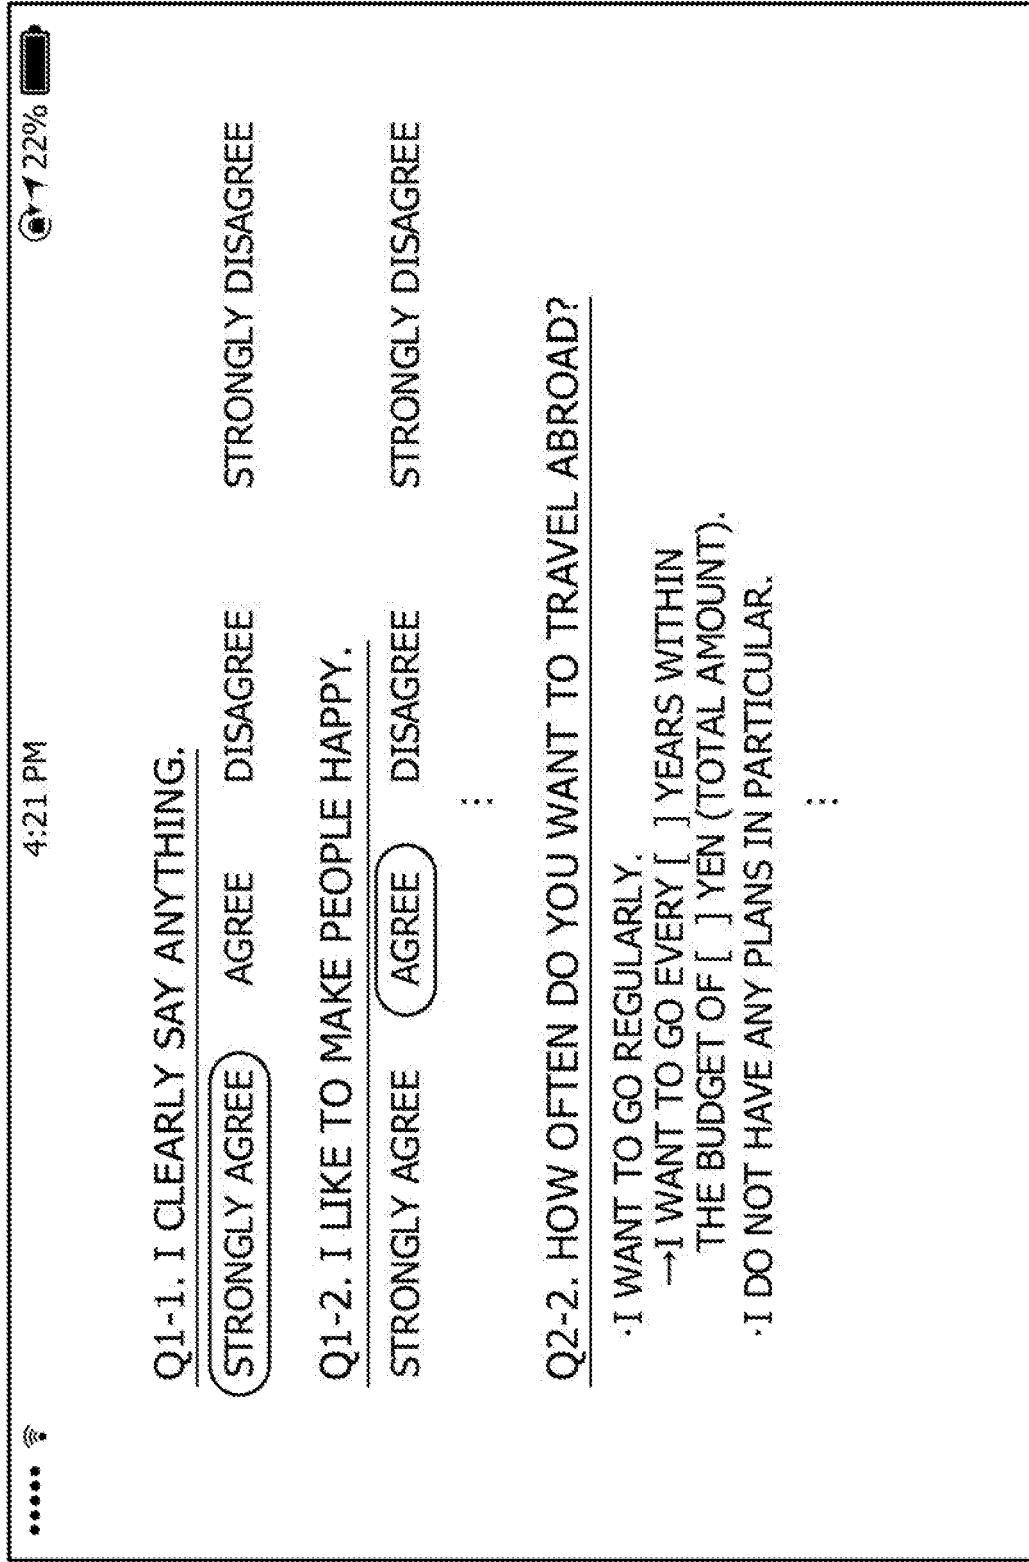 4:21 PM 22%
Q1-1. I CLEARLY SAY ANYTHING.
STRONGLY AGREE AGREE DISAGREE STRONGLY DISAGREE
Q1-2. I LIKE TO MAKE PEOPLE HAPPY.
STRONGLY AGREE AGREE DISAGREE STRONGLY DISAGREE
⋮
Q2-2. HOW OFTEN DO YOU WANT TO TRAVEL ABROAD?
·I WANT TO GO REGULARLY.
→I WANT TO GO EVERY [ ] YEARS WITHIN
THE BUDGET OF [ ] YEN (TOTAL AMOUNT).
·I DO NOT HAVE ANY PLANS IN PARTICULAR.
⋮